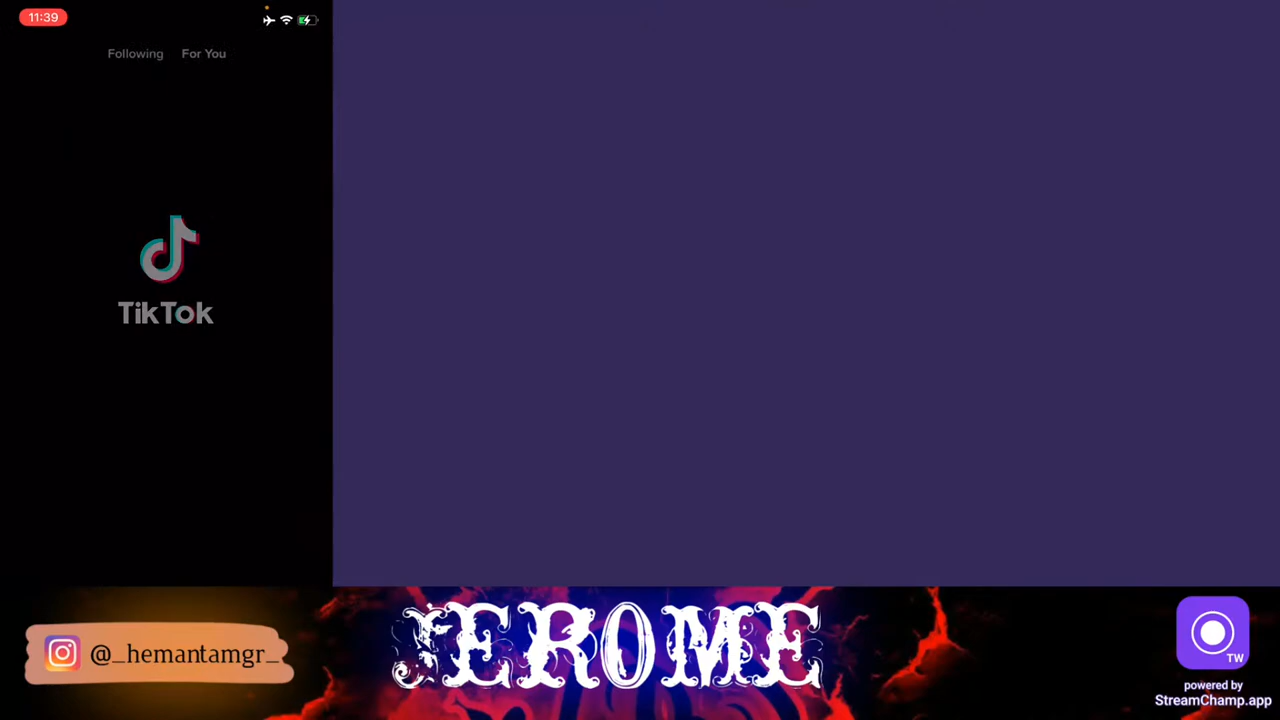 11:39
Following For You
TikTok
@_hemantamgr_
JEROME
TW
powered by
StreamChamp.app